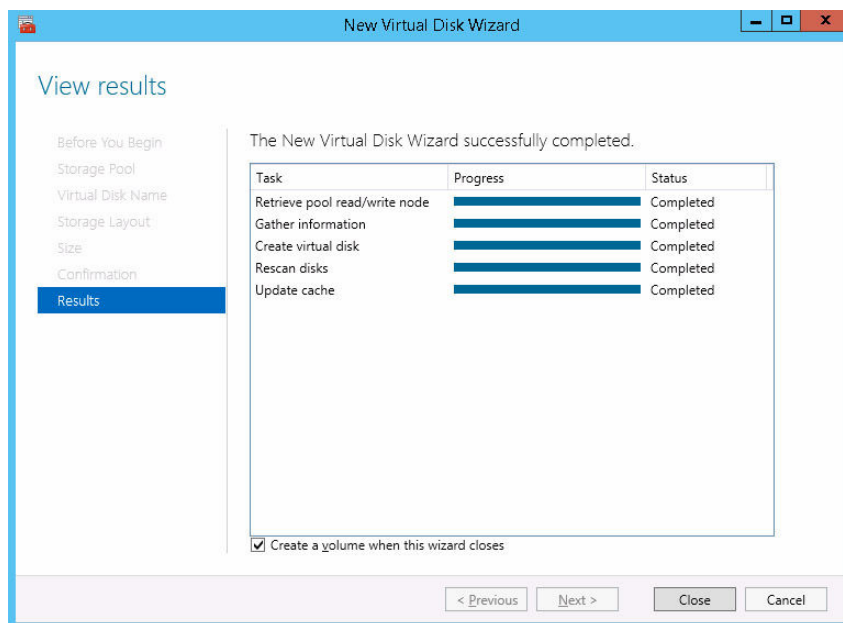 New Virtual Disk Wizard
View results
Before You Begin
Storage Pool
Virtual Disk Name
Storage Layout
Size
Confirmation
Results
The New Virtual Disk Wizard successfully completed.
Task Progress Status
Retrieve pool read/write node Completed
Gather information Completed
Create virtual disk Completed
Rescan disks Completed
Update cache Completed
Create a volume when this wizard closes
< Previous Next > Close Cancel